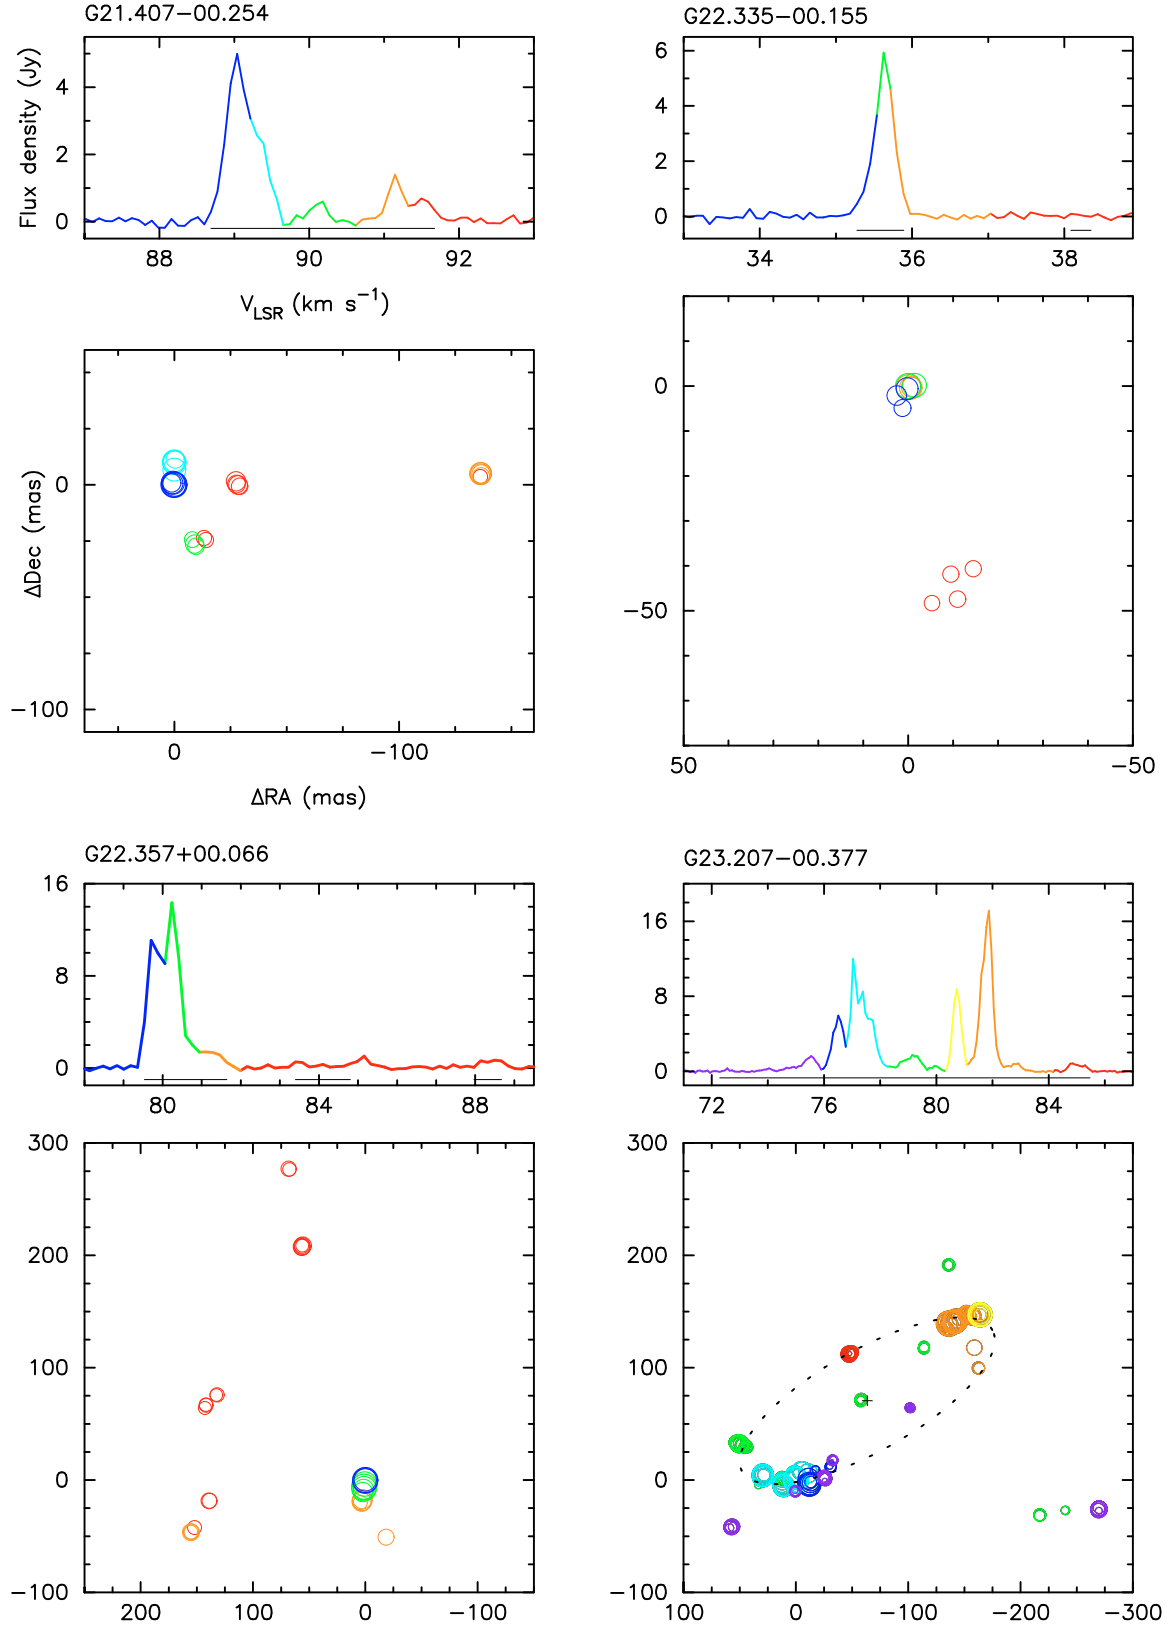 G21.407−00.254
G22.335−00.155
Flux density (Jy)
4
2
0
88 90 92
V_LSR (km s⁻¹)
6
4
2
0
34 36 38
ΔDec (mas)
0
−100
0 −100
ΔRA (mas)
0
−50
50 0 −50
G22.357+00.066
G23.207−00.377
16
8
0
80 84 88
16
8
0
72 76 80 84
300
200
100
0
−100
200 100 0 −100
300
200
100
0
−100
100 0 −100 −200 −300